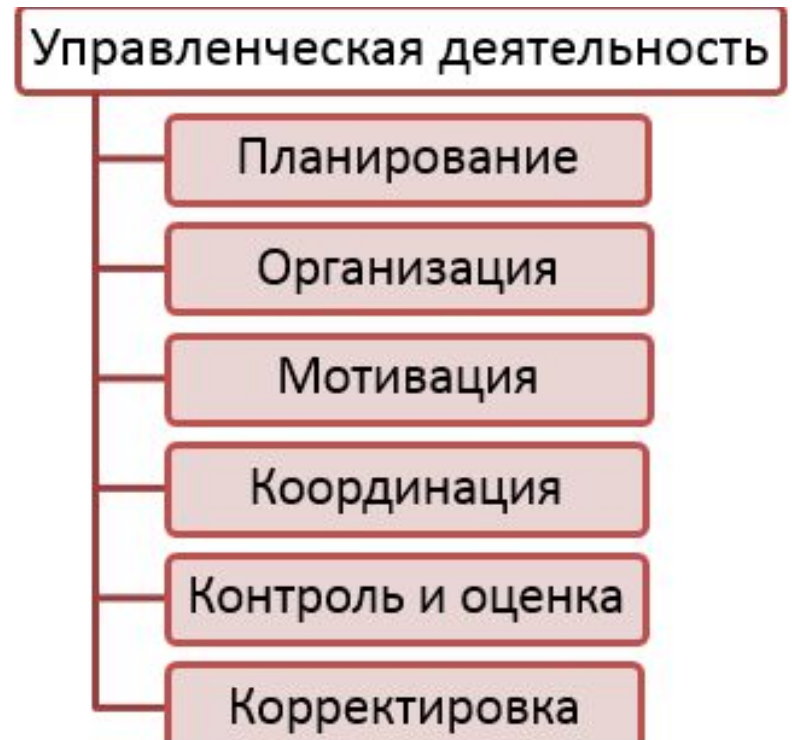 Управленческая деятельность
Планирование
Организация
Мотивация
Координация
Контроль и оценка
Корректировка